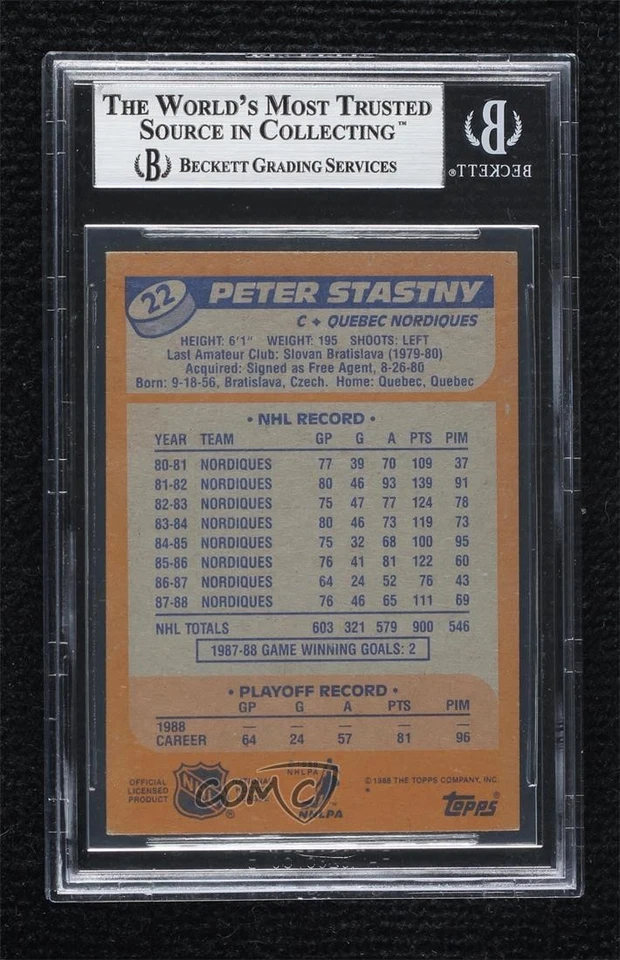 THE WORLD'S MOST TRUSTED
SOURCE IN COLLECTING™
B BECKETT GRADING SERVICES
B
BECKETT®
22
PETER STASTNY
C + QUEBEC NORDIQUES
HEIGHT: 6'1" WEIGHT: 195 SHOOTS: LEFT
Last Amateur Club: Slovan Bratislava (1979-80)
Acquired: Signed as Free Agent, 8-26-80
Born: 9-18-56, Bratislava, Czech. Home: Quebec, Quebec
• NHL RECORD •
YEAR TEAM GP G A PTS PIM
80-81 NORDIQUES 77 39 70 109 37
81-82 NORDIQUES 80 46 93 139 91
82-83 NORDIQUES 75 47 77 124 78
83-84 NORDIQUES 80 46 73 119 73
84-85 NORDIQUES 75 32 68 100 95
85-86 NORDIQUES 76 41 81 122 60
86-87 NORDIQUES 64 24 52 76 43
87-88 NORDIQUES 76 46 65 111 69
NHL TOTALS 603 321 579 900 546
1987-88 GAME WINNING GOALS: 2
• PLAYOFF RECORD •
GP G A PTS PIM
1988 — — — — —
CAREER 64 24 57 81 96
OFFICIAL
LICENSED
PRODUCT
NHL
®
NHLPA
NHLPA
COMC
© 1988 THE TOPPS COMPANY, INC.
*
topps®